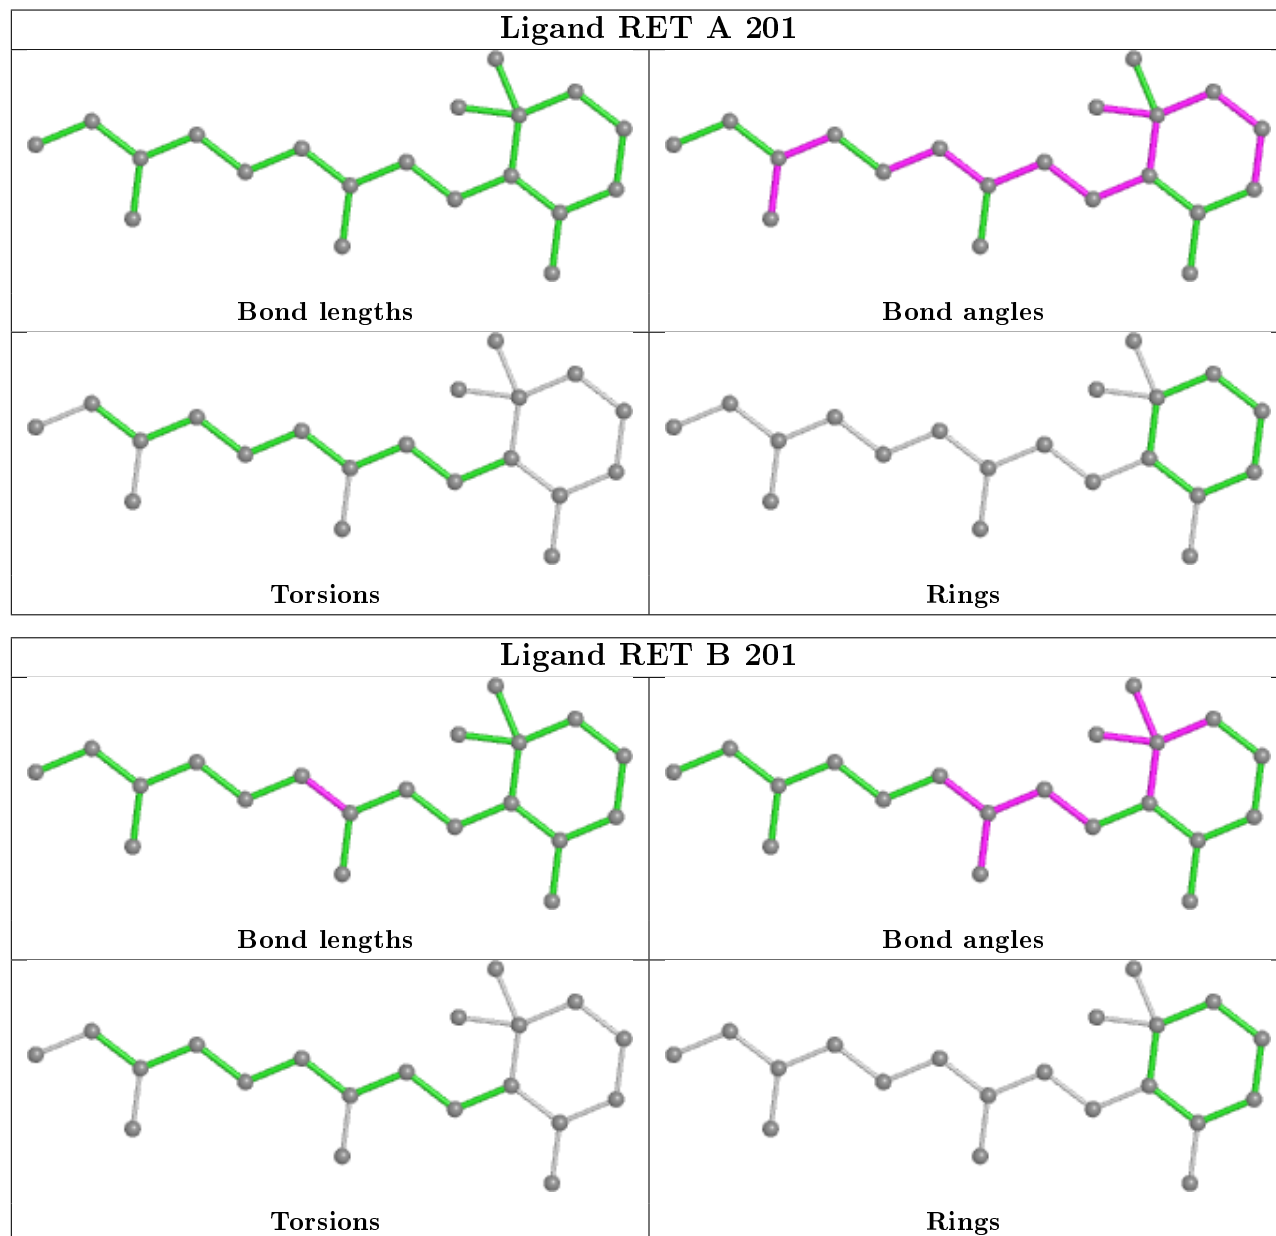 Ligand RET A 201
Bond lengths
Bond angles
Torsions
Rings
Ligand RET B 201
Bond lengths
Bond angles
Torsions
Rings